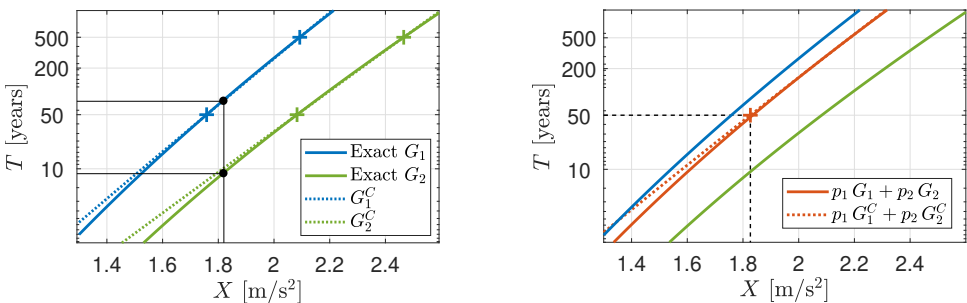 500
200
50
10
T [years]
1.4 1.6 1.8 2 2.2 2.4
X [m/s²]
Exact G₁
Exact G₂
G₁ᶜ
G₂ᶜ
500
200
50
10
T [years]
1.4 1.6 1.8 2 2.2 2.4
X [m/s²]
p₁ G₁ + p₂ G₂
p₁ G₁ᶜ + p₂ G₂ᶜ